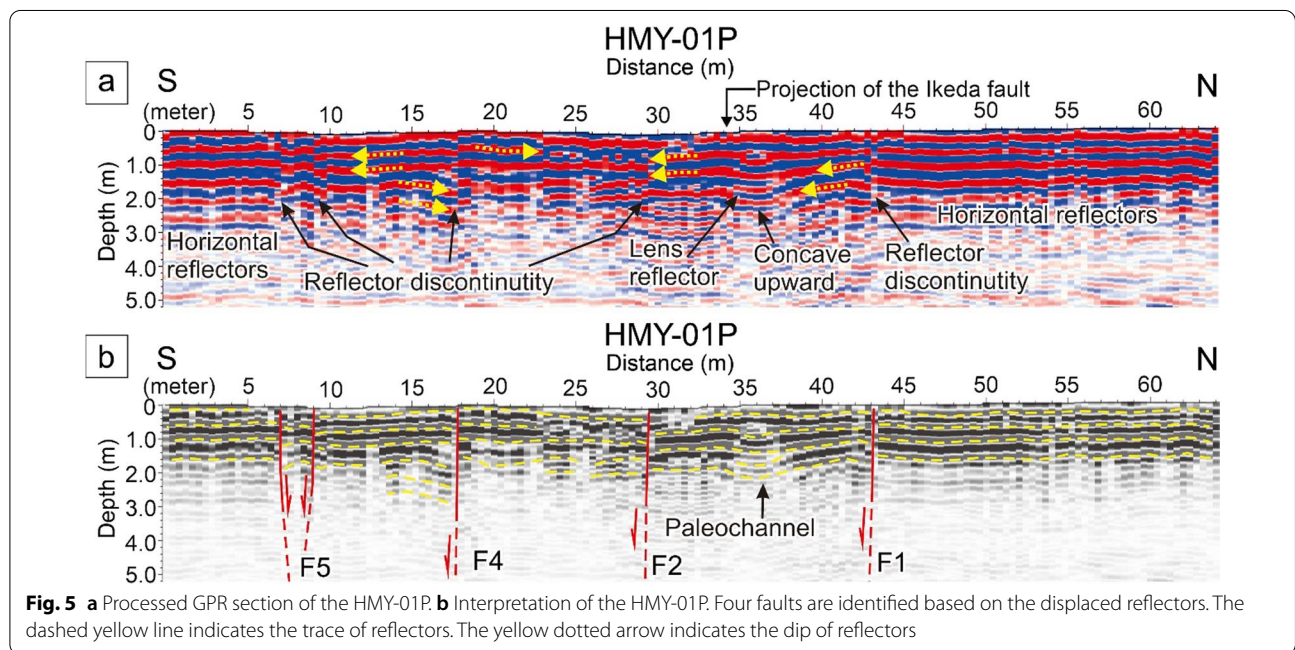 HMY-01P
Distance (m)
a
S
N
Projection of the Ikeda fault
(meter) 5 10 15 20 25 30 35 40 45 50 55 60
Depth (m)
0
1.0
2.0
3.0
4.0
5.0
Horizontal
reflectors
Reflector discontinutity
Lens
reflector
Concave
upward
Reflector
discontinutity
Horizontal reflectors
HMY-01P
Distance (m)
b
S
N
(meter) 5 10 15 20 25 30 35 40 45 50 55 60
Depth (m)
0
1.0
2.0
3.0
4.0
5.0
Paleochannel
F5
F4
F2
F1
Fig. 5 a Processed GPR section of the HMY-01P. b Interpretation of the HMY-01P. Four faults are identified based on the displaced reflectors. The
dashed yellow line indicates the trace of reflectors. The yellow dotted arrow indicates the dip of reflectors